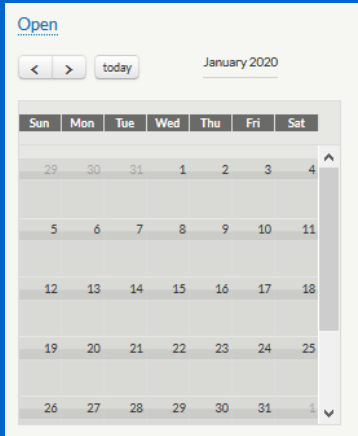 Open
< > today January 2020
Sun Mon Tue Wed Thu Fri Sat
29 30 31 1 2 3 4
5 6 7 8 9 10 11
12 13 14 15 16 17 18
19 20 21 22 23 24 25
26 27 28 29 30 31 1